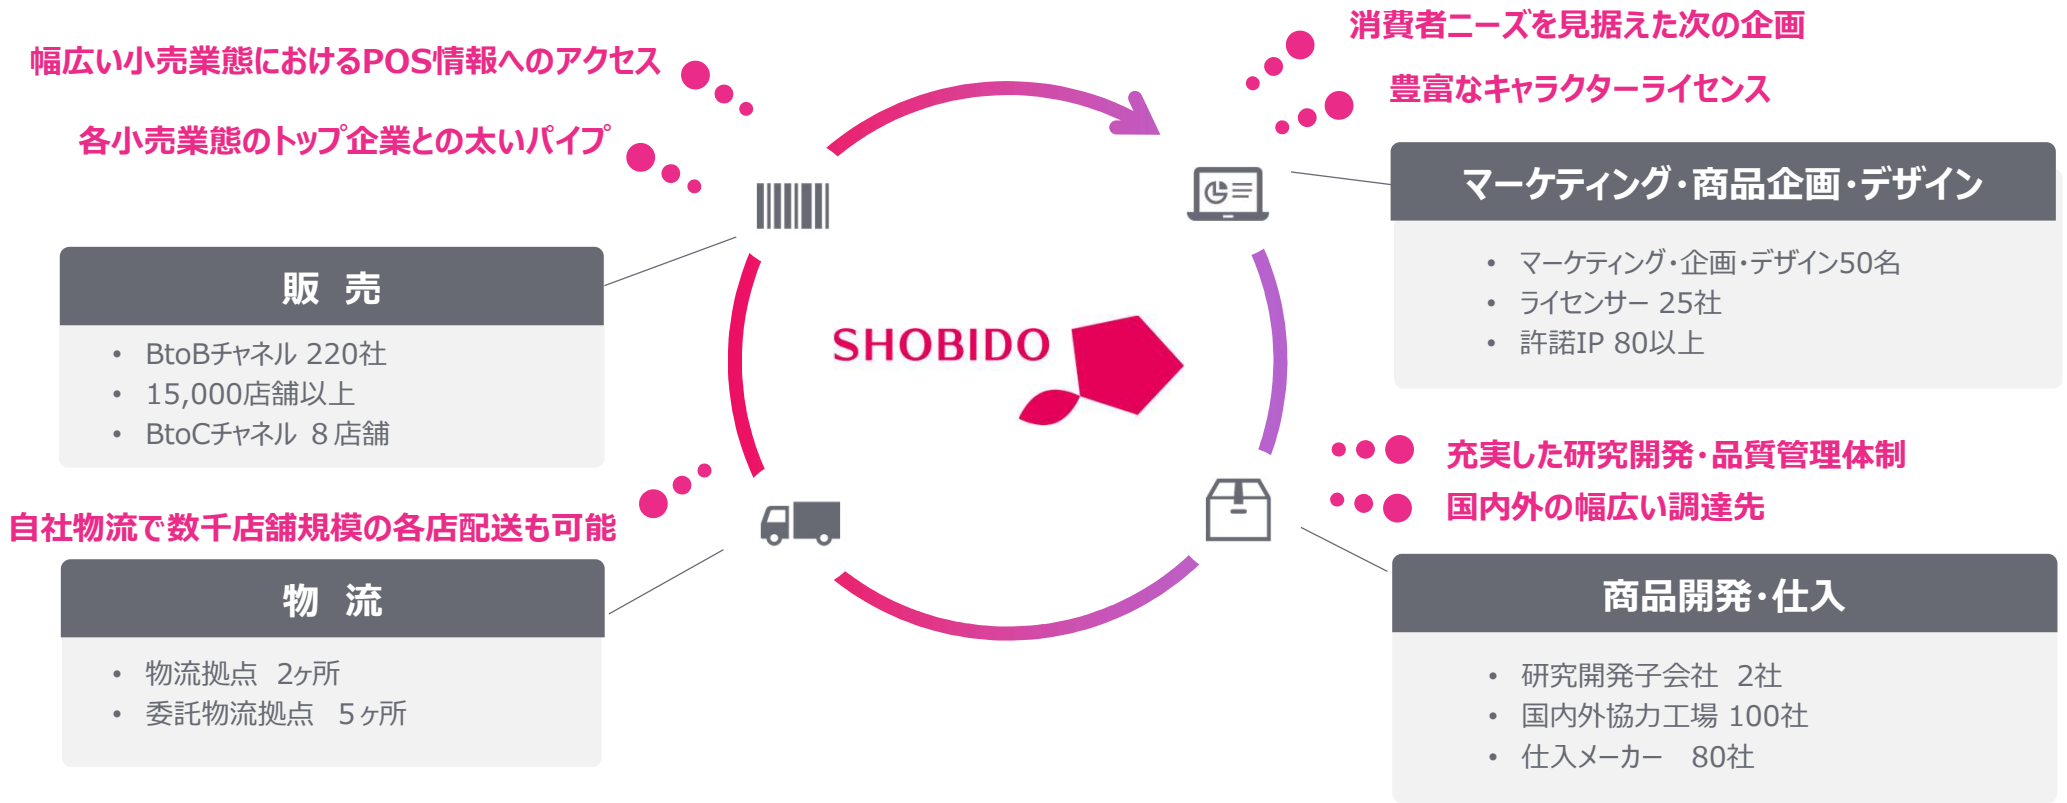 幅広い小売業態におけるPOS情報へのアクセス
各小売業態のトップ企業との太いパイプ
消費者ニーズを見据えた次の企画
豊富なキャラクターライセンス
マーケティング・商品企画・デザイン
• マーケティング・企画・デザイン50名
• ライセンサー 25社
• 許諾IP 80以上
販 売
• BtoBチャネル 220社
• 15,000店舗以上
• BtoCチャネル ８店舗
SHOBIDO
充実した研究開発・品質管理体制
国内外の幅広い調達先
自社物流で数千店舗規模の各店配送も可能
物 流
• 物流拠点 2ヶ所
• 委託物流拠点 ５ヶ所
商品開発・仕入
• 研究開発子会社 2社
• 国内外協力工場 100社
• 仕入メーカー 80社